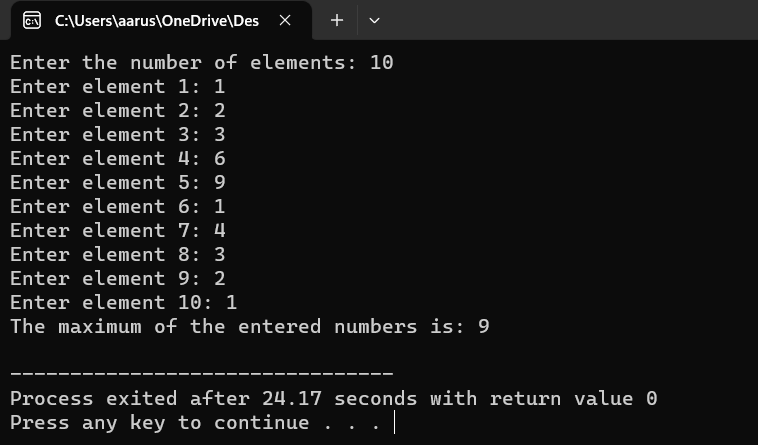 C:\Users\aarus\OneDrive\Des
Enter the number of elements: 10
Enter element 1: 1
Enter element 2: 2
Enter element 3: 3
Enter element 4: 6
Enter element 5: 9
Enter element 6: 1
Enter element 7: 4
Enter element 8: 3
Enter element 9: 2
Enter element 10: 1
The maximum of the entered numbers is: 9
--------------------------------
Process exited after 24.17 seconds with return value 0
Press any key to continue . . .